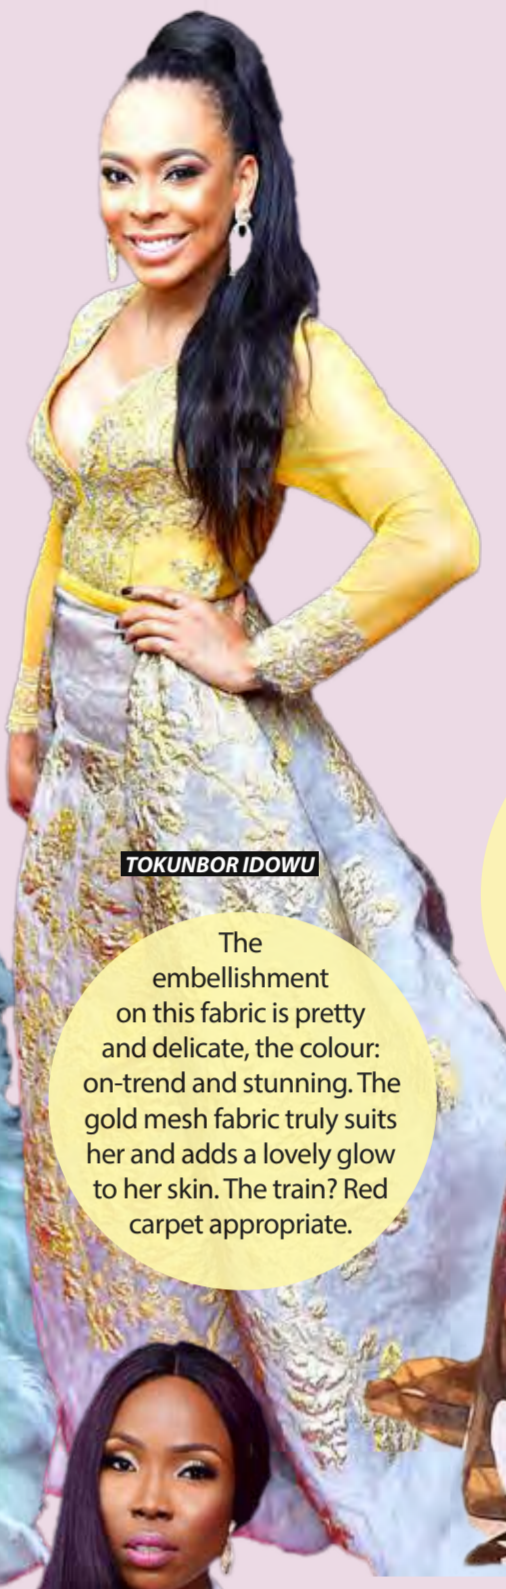 TOKUNBOR IDOWU
The
embellishment
on this fabric is pretty
and delicate, the colour:
on-trend and stunning. The
gold mesh fabric truly suits
her and adds a lovely glow
to her skin. The train? Red
carpet appropriate.